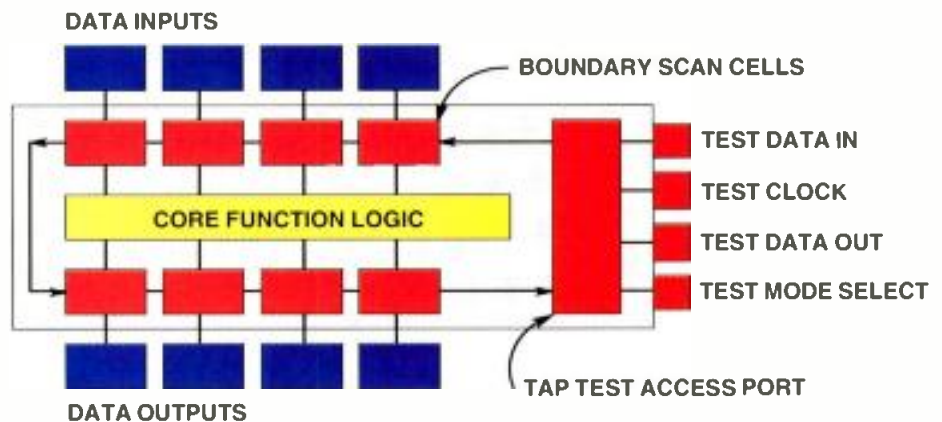 DATA INPUTS
BOUNDARY SCAN CELLS
TEST DATA IN
TEST CLOCK
CORE FUNCTION LOGIC
TEST DATA OUT
TEST MODE SELECT
TAP TEST ACCESS PORT
DATA OUTPUTS